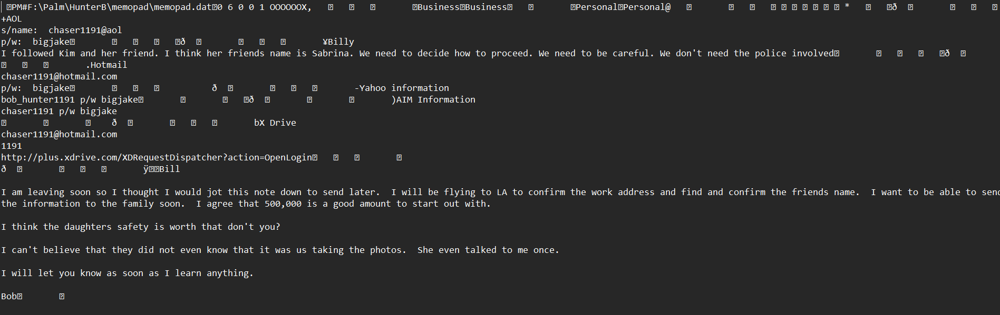 PM#F:\Palm\HunterB\memopad\memopad.dat 0 6 0 0 1 OOOOOOX, Business Business Personal Personal@ * ð
+AOL
s/name:  chaser1191@aol
p/w:  bigjake ð ¥Billy
I followed Kim and her friend. I think her friends name is Sabrina. We need to decide how to proceed. We need to be careful. We don't need the police involved ð
.Hotmail
chaser1191@hotmail.com
p/w:  bigjake ð -Yahoo information
bob_hunter1191 p/w bigjake ð )AIM Information
chaser1191 p/w bigjake
ð bX Drive
chaser1191@hotmail.com
1191
http://plus.xdrive.com/XDRequestDispatcher?action=OpenLogin
ð ÿ Bill
I am leaving soon so I thought I would jot this note down to send later.  I will be flying to LA to confirm the work address and find and confirm the friends name.  I want to be able to send
the information to the family soon.  I agree that 500,000 is a good amount to start out with.
I think the daughters safety is worth that don't you?
I can't believe that they did not even know that it was us taking the photos.  She even talked to me once.
I will let you know as soon as I learn anything.
Bob